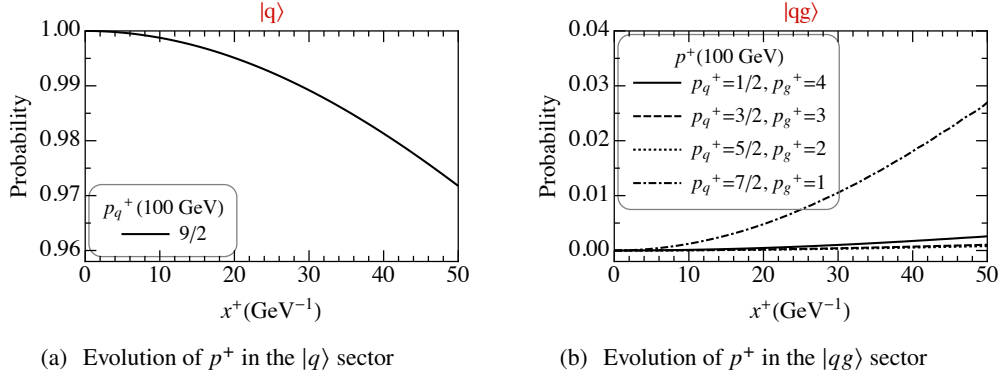 |q⟩
Probability
1.00
0.99
0.98
0.97
0.96
p_q^+ (100 GeV)
9/2
0 10 20 30 40 50
x^+(GeV^−1)
(a) Evolution of p^+ in the |q⟩ sector
|qg⟩
Probability
0.04
0.03
0.02
0.01
0.00
p^+(100 GeV)
p_q^+=1/2, p_g^+=4
p_q^+=3/2, p_g^+=3
p_q^+=5/2, p_g^+=2
p_q^+=7/2, p_g^+=1
0 10 20 30 40 50
x^+(GeV^−1)
(b) Evolution of p^+ in the |qg⟩ sector